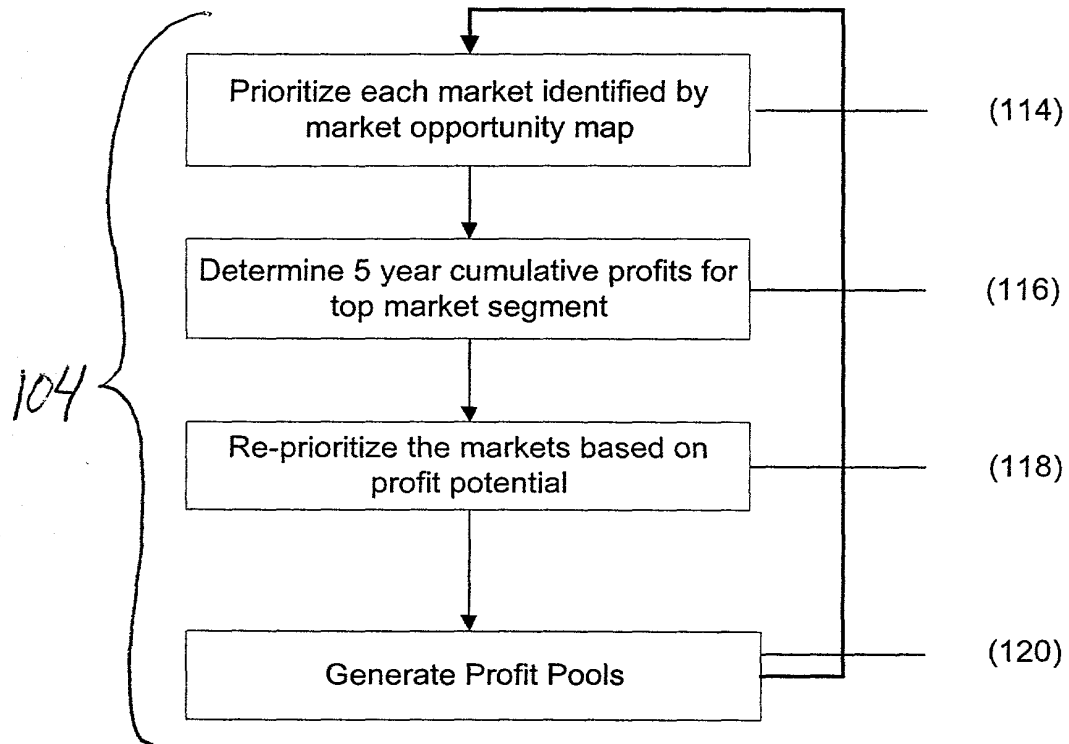 Prioritize each market identified by
market opportunity map
(114)
Determine 5 year cumulative profits for
top market segment
(116)
104
Re-prioritize the markets based on
profit potential
(118)
Generate Profit Pools
(120)